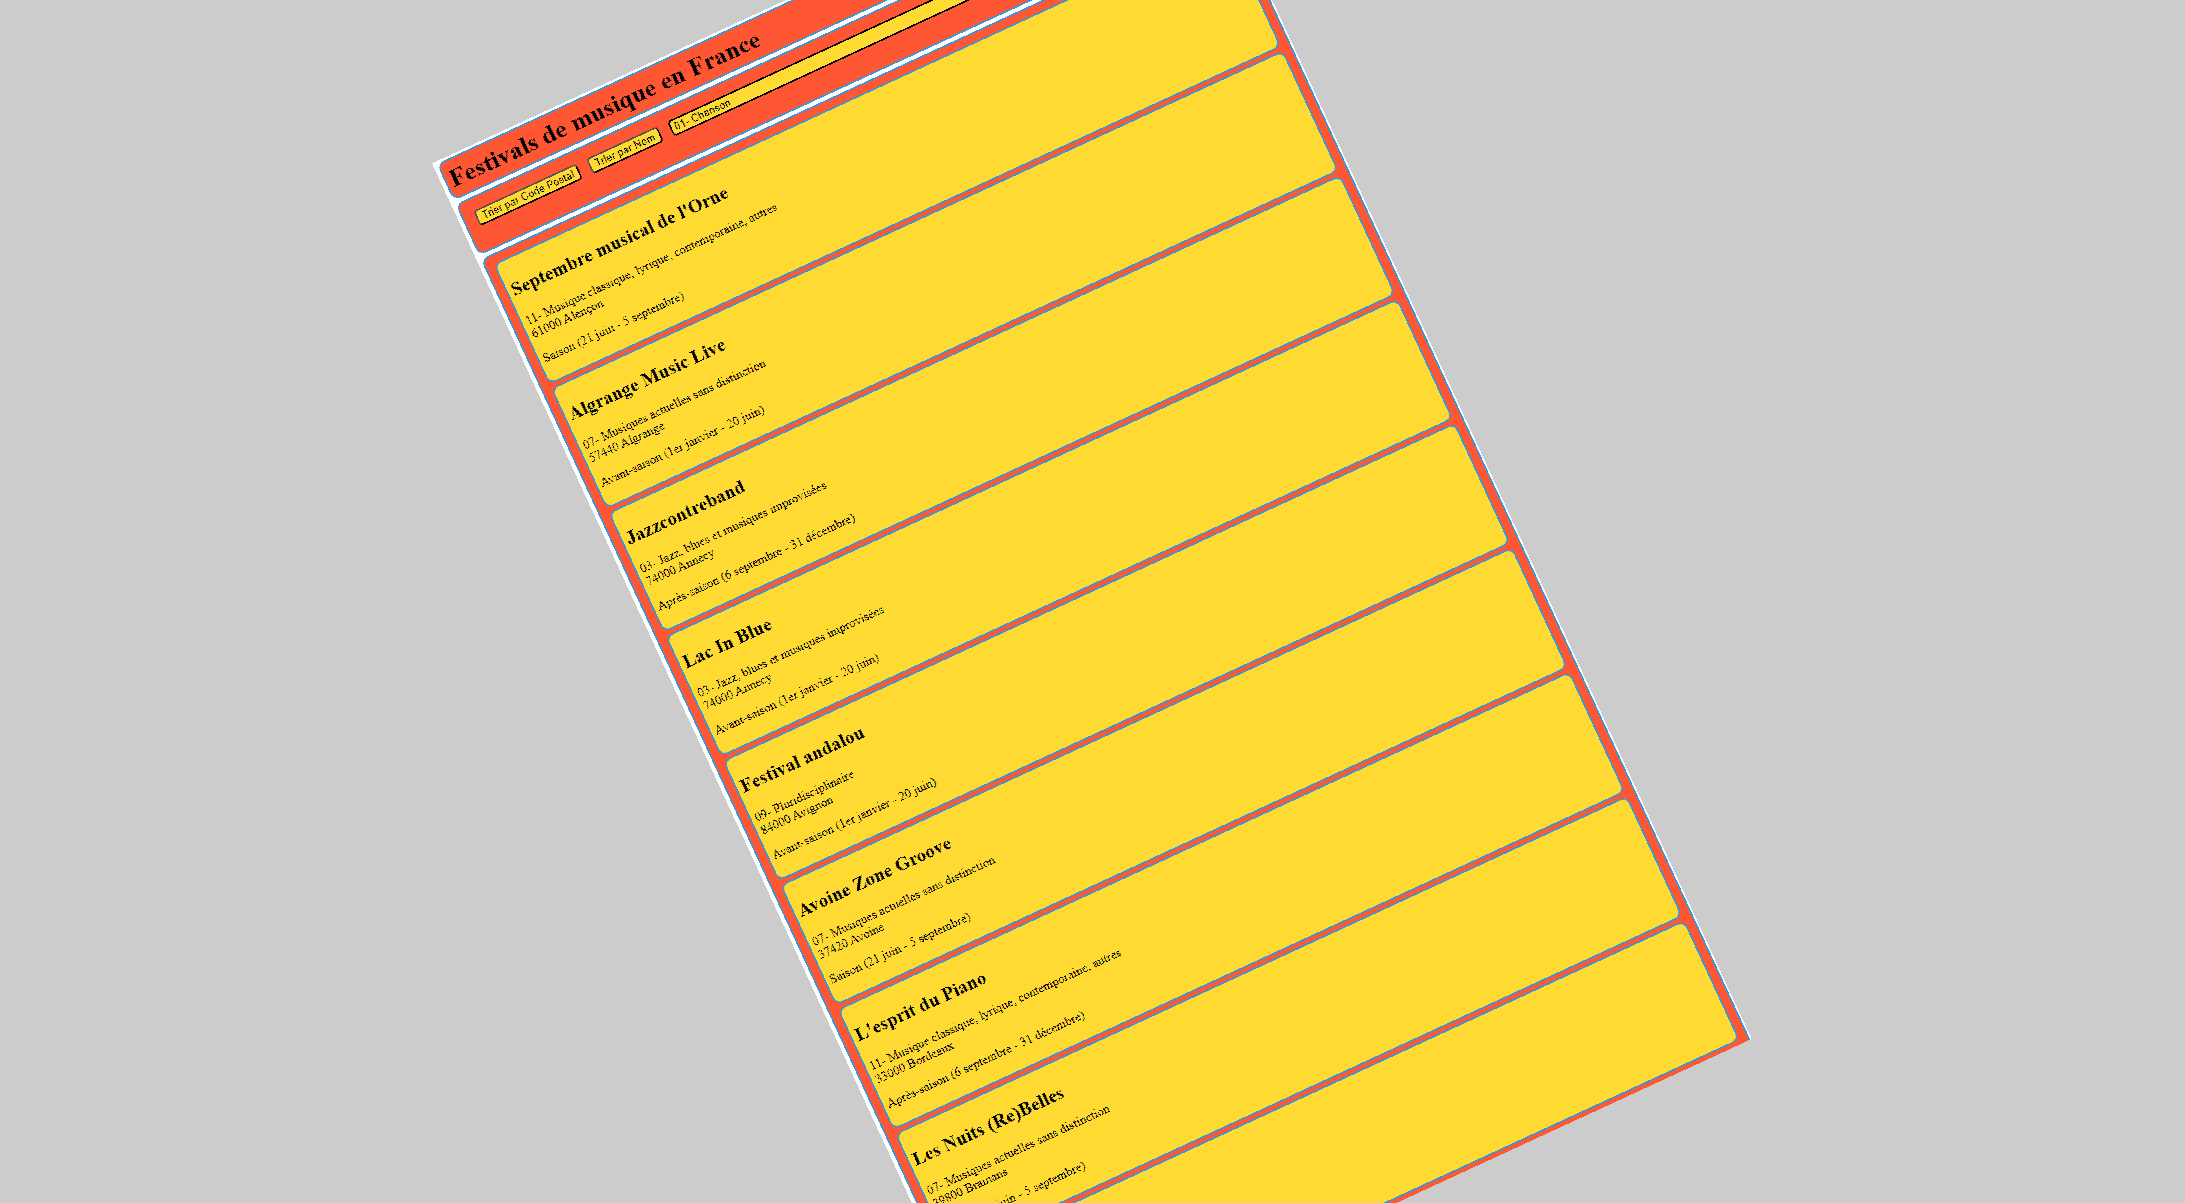 Festivals de musique en France
Trier par Code Postal
Trier par Nom
01- Chanson
Septembre musical de l'Orne
11- Musique classique, lyrique, contemporaine, autres
61000 Alençon
Saison (21 juin - 5 septembre)
Algrange Music Live
07- Musiques actuelles sans distinction
57440 Algrange
Avant-saison (1er janvier - 20 juin)
Jazzcontreband
03- Jazz, blues et musiques improvisées
74000 Annecy
Après-saison (6 septembre - 31 décembre)
Lac In Blue
03- Jazz, blues et musiques improvisées
74000 Annecy
Avant-saison (1er janvier - 20 juin)
Festival andalou
09- Pluridisciplinaire
84000 Avignon
Avant-saison (1er janvier - 20 juin)
Avoine Zone Groove
07- Musiques actuelles sans distinction
37420 Avoine
Saison (21 juin - 5 septembre)
L'esprit du Piano
11- Musique classique, lyrique, contemporaine, autres
33000 Bordeaux
Après-saison (6 septembre - 31 décembre)
Les Nuits (Re)Belles
07- Musiques actuelles sans distinction
39800 Brainans
juin - 5 septembre)